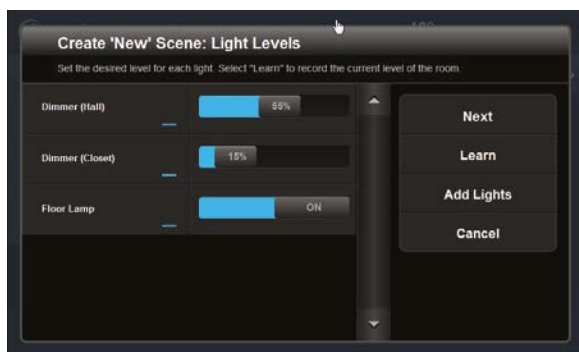 Create 'New' Scene: Light Levels
Set the desired level for each light. Select "Learn" to record the current level of the room.
Dimmer (Hall)
55%
Dimmer (Closet)
15%
Floor Lamp
ON
Next
Learn
Add Lights
Cancel